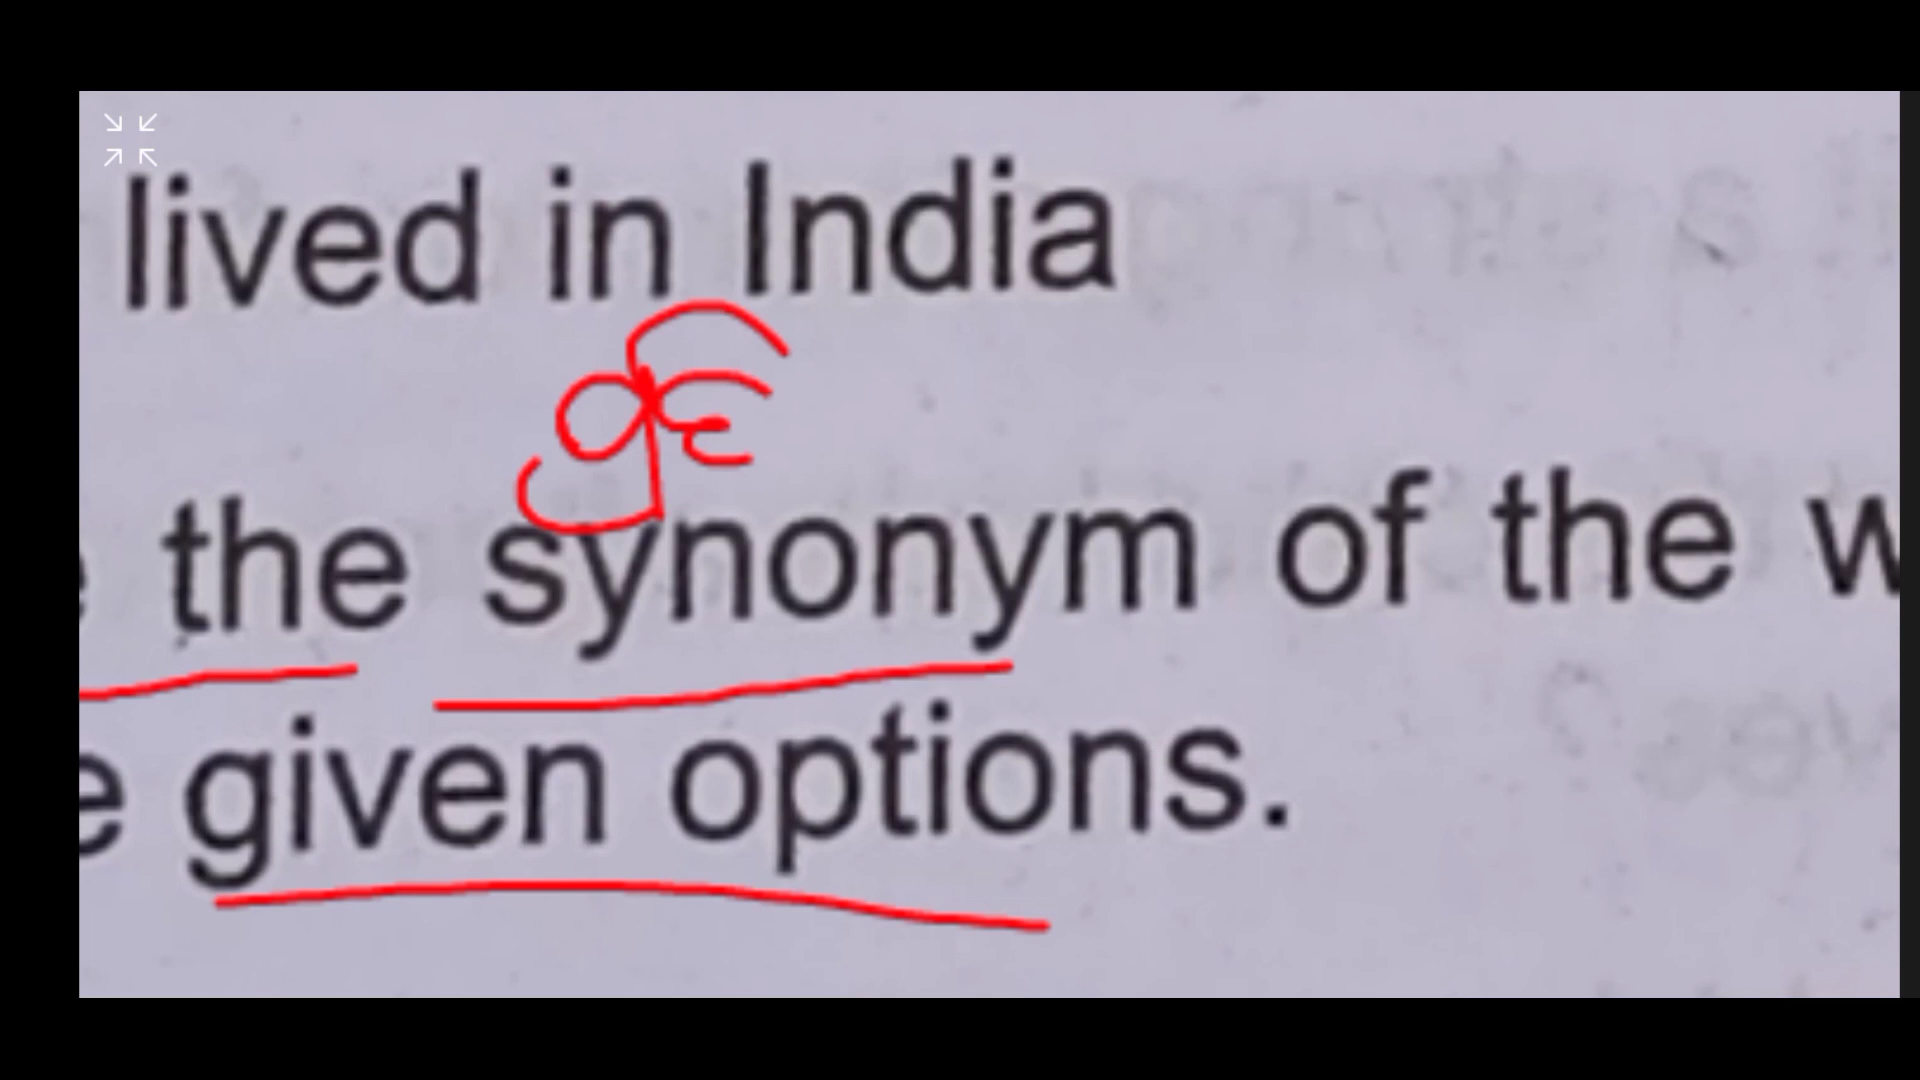 lived in India
the synonym of the
given options.